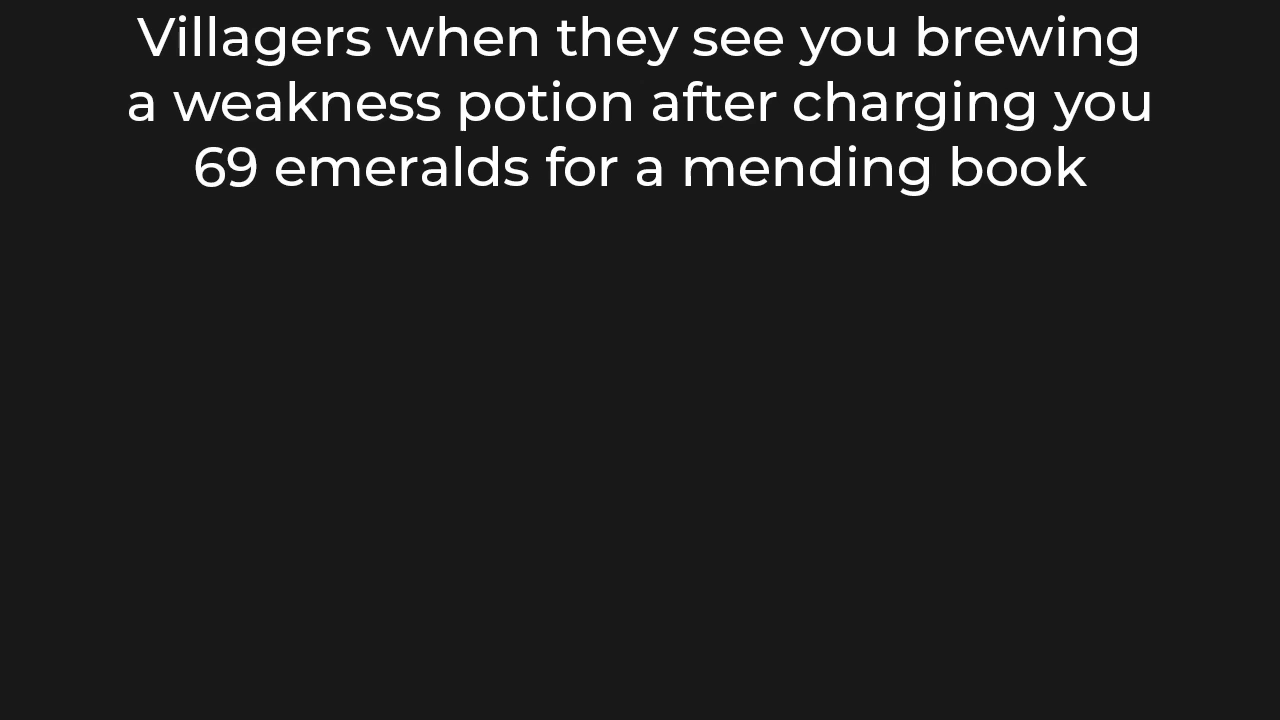 Villagers when they see you brewing
a weakness potion after charging you
69 emeralds for a mending book